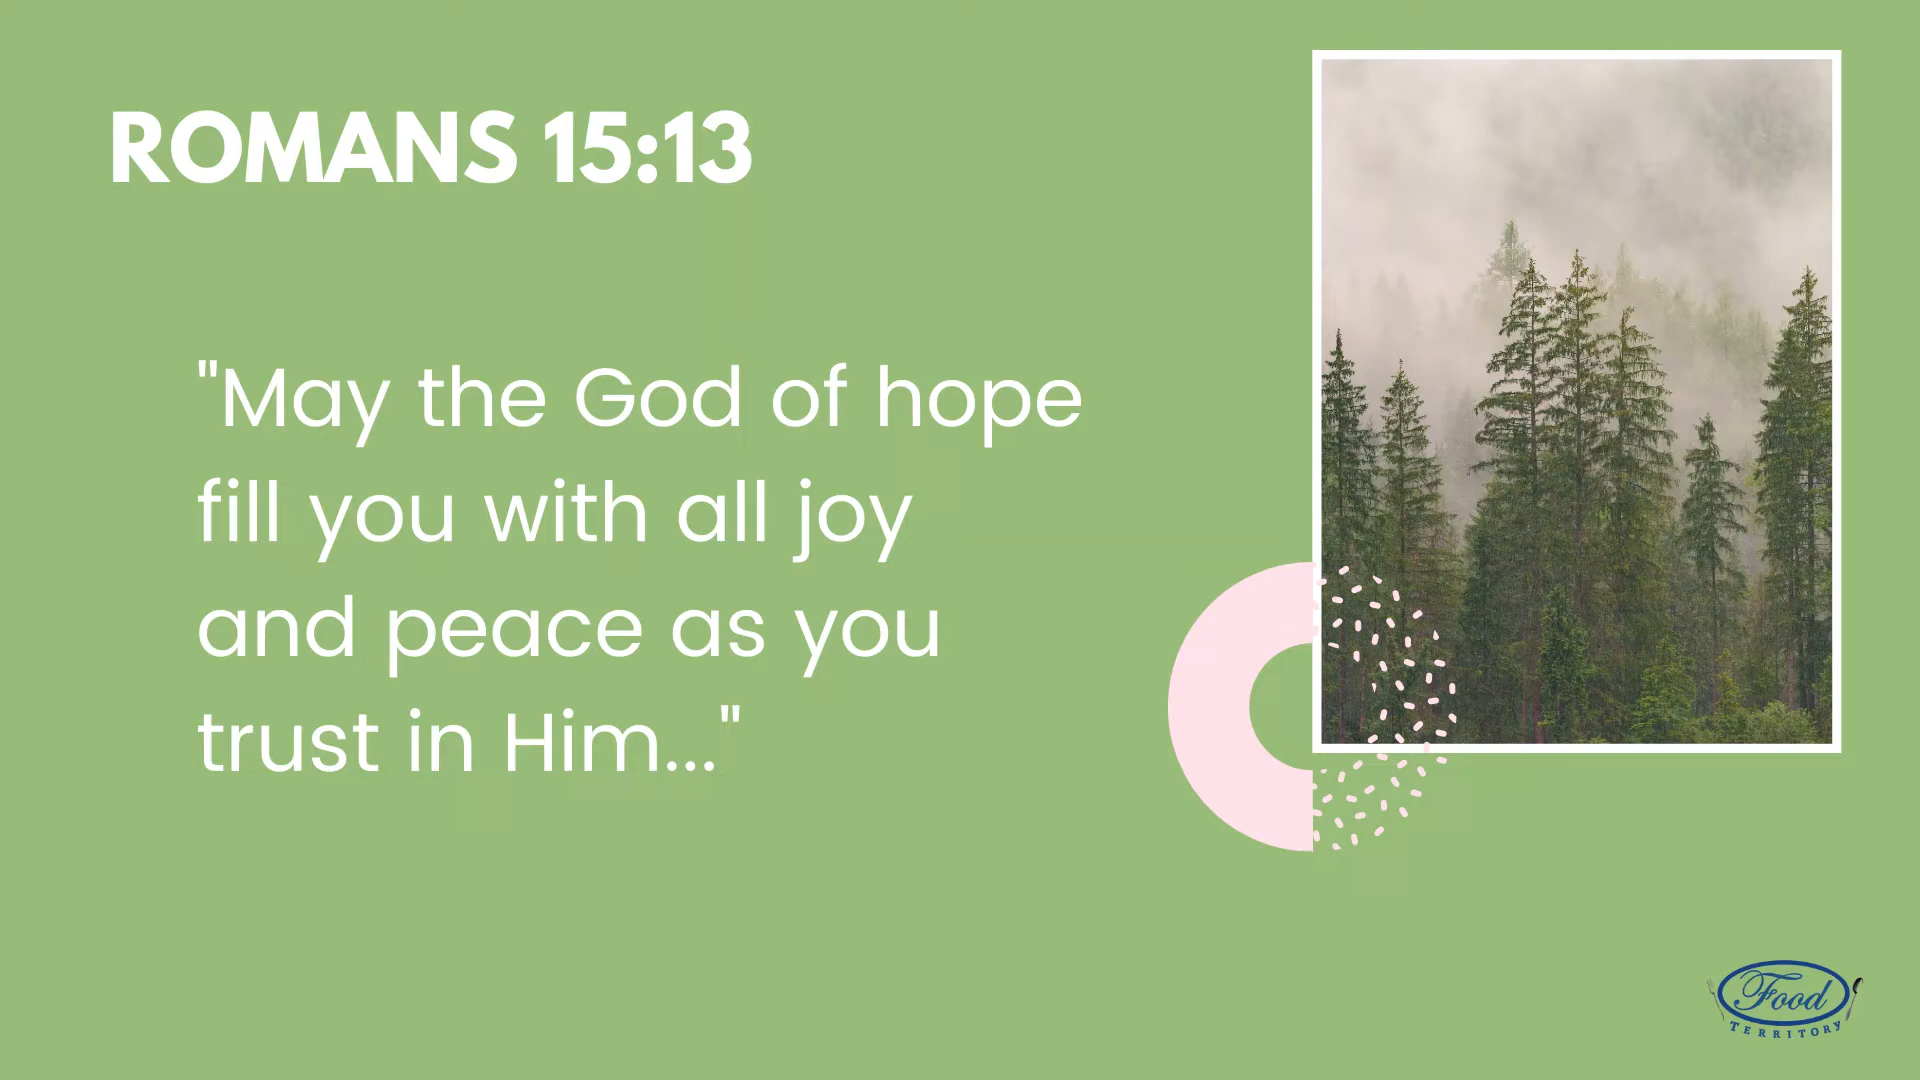 ROMANS 15:13
"May the God of hope
fill you with all joy
and peace as you
trust in Him..."
Food
TERRITORY